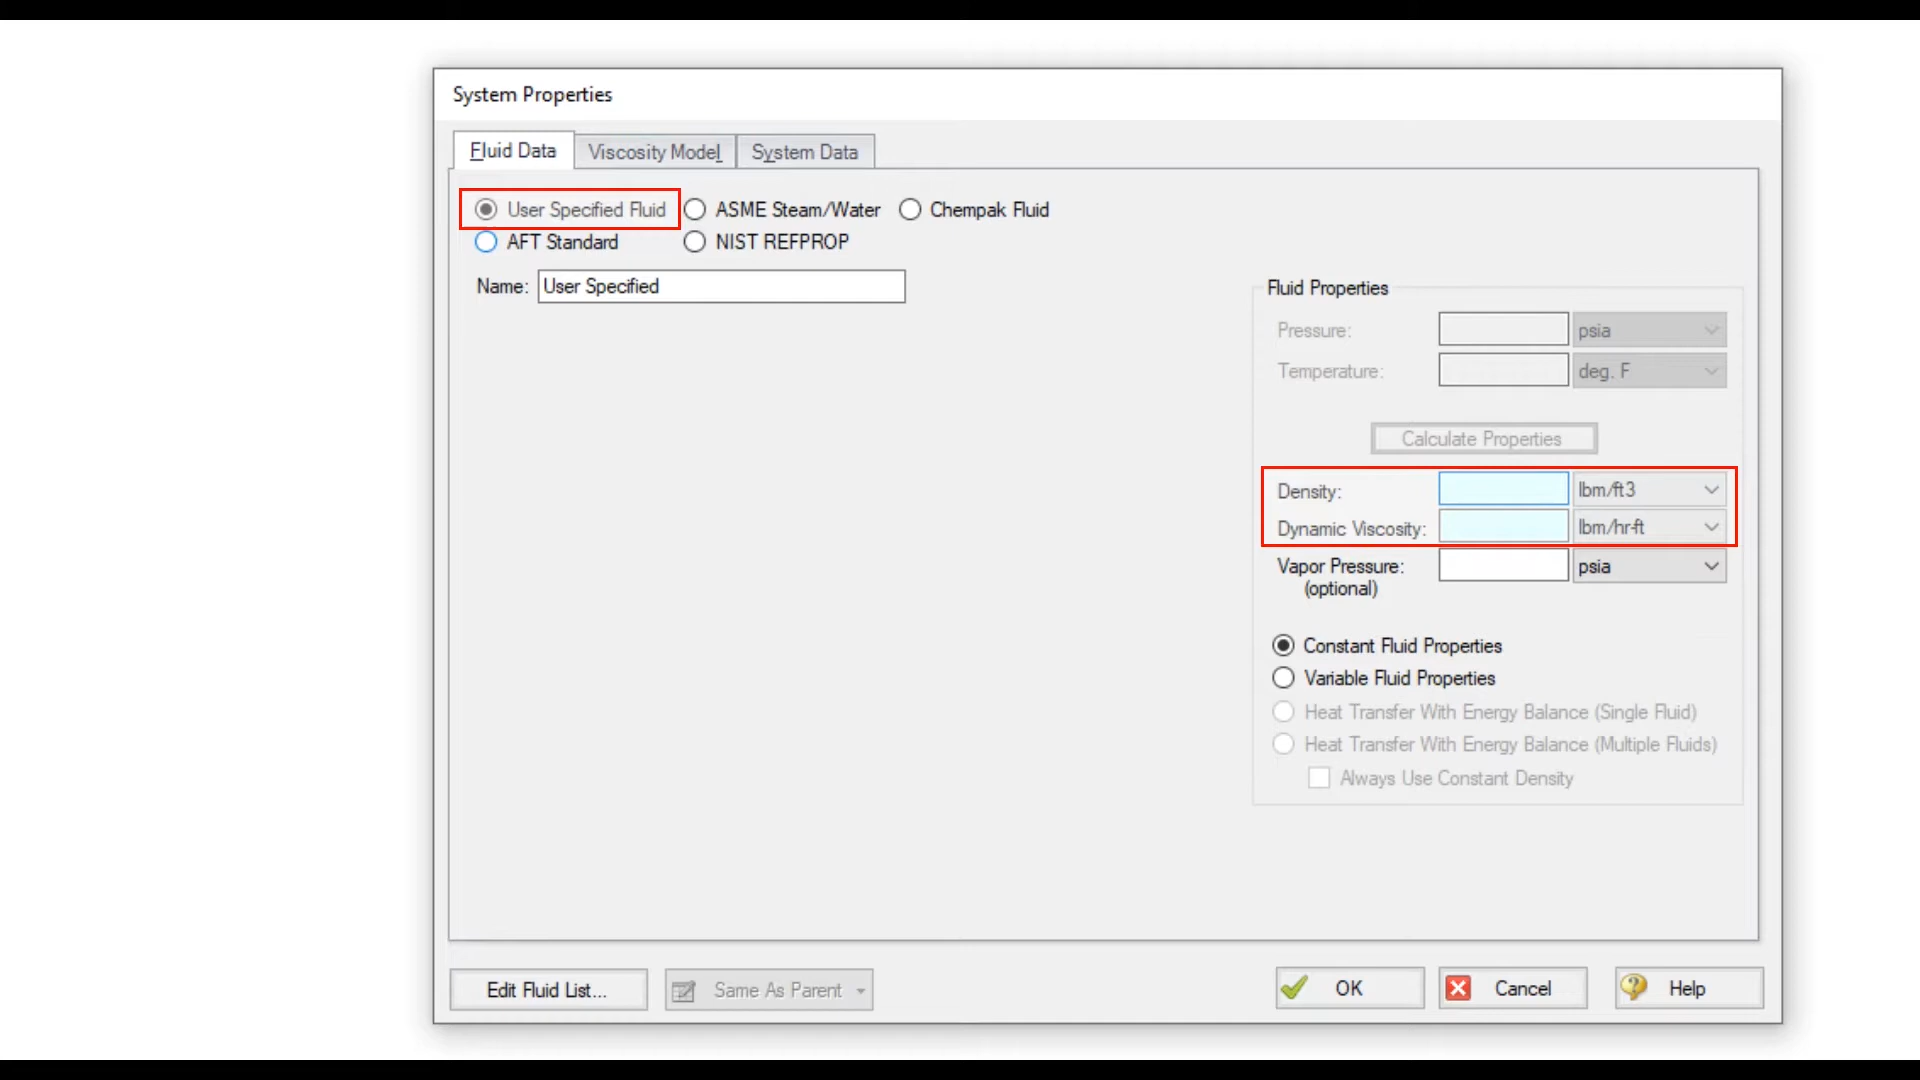 System Properties
Fluid Data Viscosity Model System Data
User Specified Fluid ASME Steam/Water Chempak Fluid
AFT Standard NIST REFPROP
Name: User Specified
Fluid Properties
Pressure: psia
Temperature: deg. F
Calculate Properties
Density: lbm/ft3
Dynamic Viscosity: lbm/hr-ft
Vapor Pressure: psia
(optional)
Constant Fluid Properties
Variable Fluid Properties
Heat Transfer With Energy Balance (Single Fluid)
Heat Transfer With Energy Balance (Multiple Fluids)
Always Use Constant Density
Edit Fluid List... Same As Parent OK Cancel Help